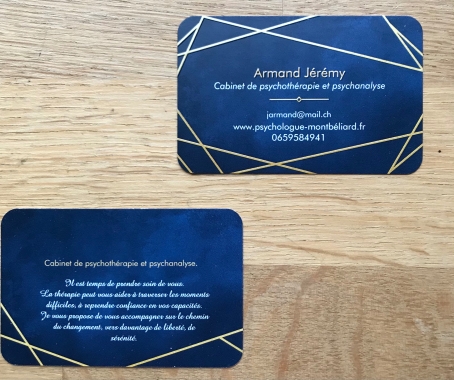 Armand Jérémy
Cabinet de psychothérapie et psychanalyse
jarmand@mail.ch
www.psychologue-montbéliard.fr
0659584941
Cabinet de psychothérapie et psychanalyse.
Il est temps de prendre soin de vous.
La thérapie peut vous aider à traverser les moments
difficiles, à reprendre confiance en vos capacités.
Je vous propose de vous accompagner sur le chemin
du changement, vers davantage de liberté, de
sérénité.